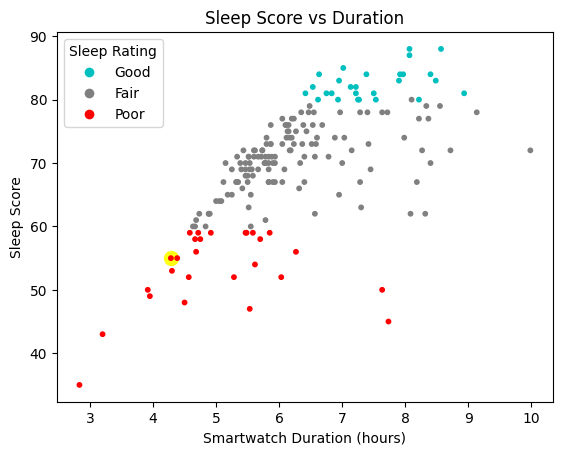 Sleep Score vs Duration
Sleep Rating
Good
Fair
Poor
Sleep Score
90
80
70
60
50
40
3 4 5 6 7 8 9 10
Smartwatch Duration (hours)